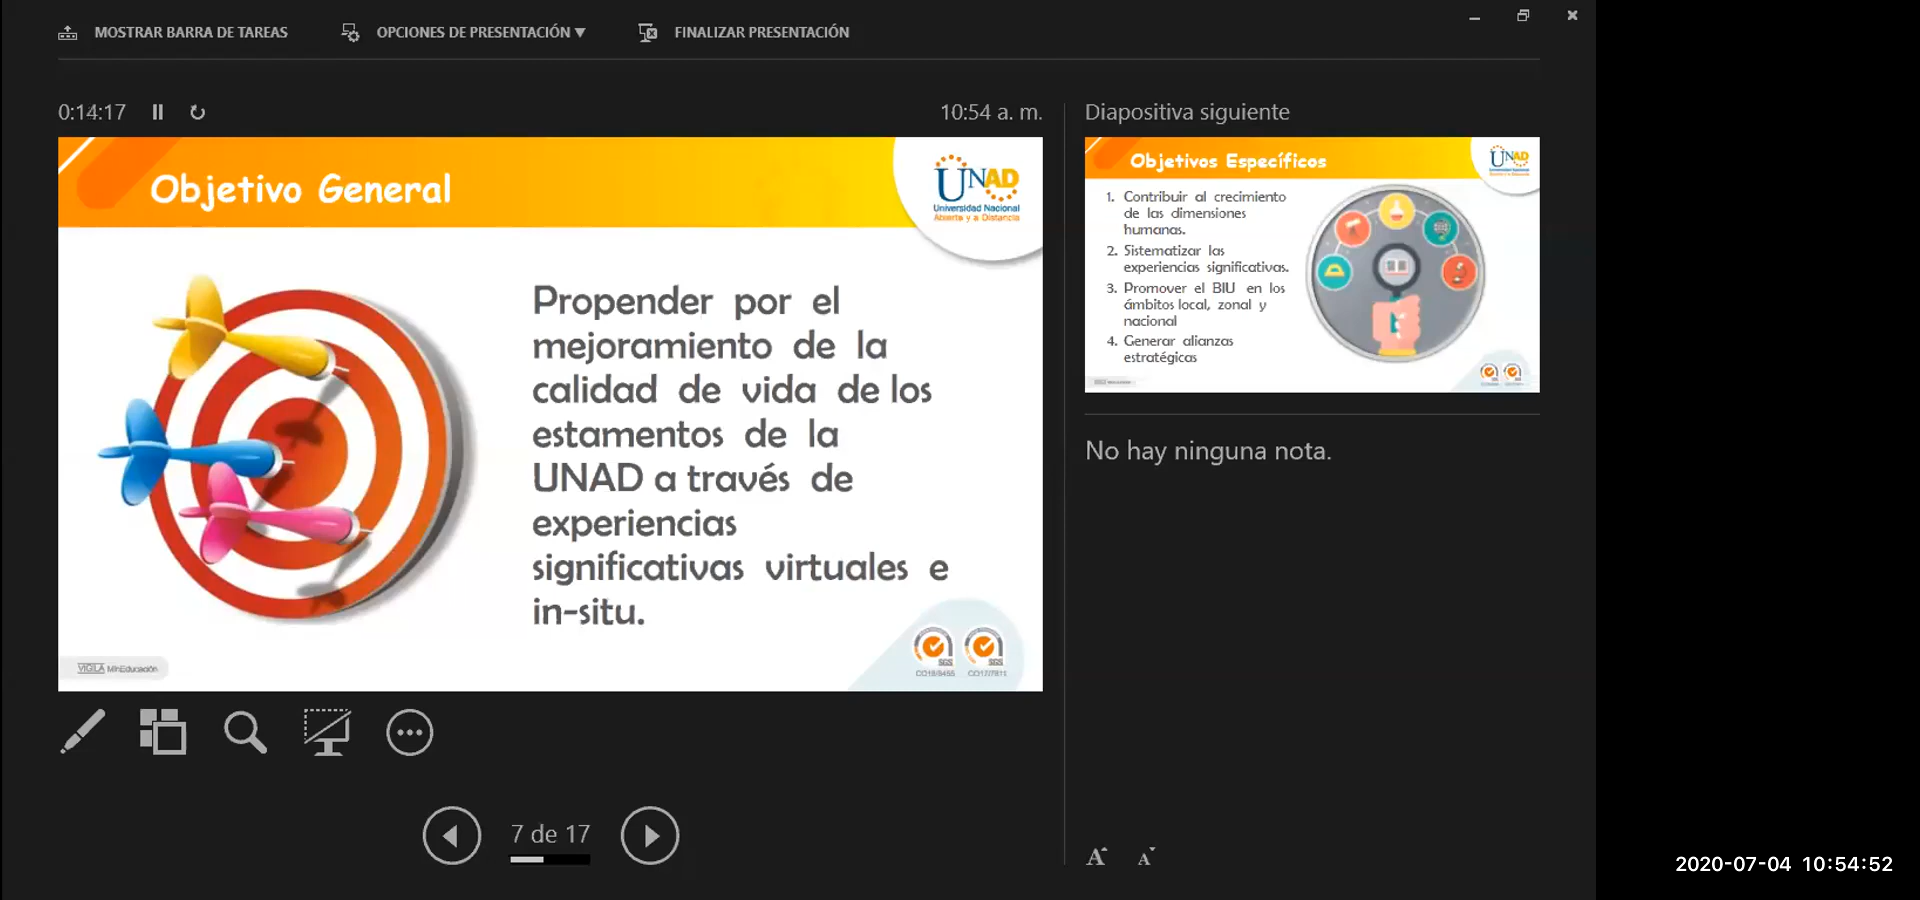 MOSTRAR BARRA DE TAREAS
OPCIONES DE PRESENTACIÓN ▼
FINALIZAR PRESENTACIÓN
0:14:17
10:54 a. m.
Objetivo General
UNAD
Universidad Nacional
Abierta y a Distancia
Propender por el
mejoramiento de la
calidad de vida de los
estamentos de la
UNAD a través de
experiencias
significativas virtuales e
in-situ.
VIGILA MinEducación
SGS
SGS
7 de 17
Diapositiva siguiente
Objetivos Específicos
UNAD
1. Contribuir al crecimiento
de las dimensiones
humanas.
2. Sistematizar las
experiencias significativas.
3. Promover el BIU en los
ámbitos local, zonal y
nacional
4. Generar alianzas
estratégicas
No hay ninguna nota.
A A
2020-07-04 10:54:52